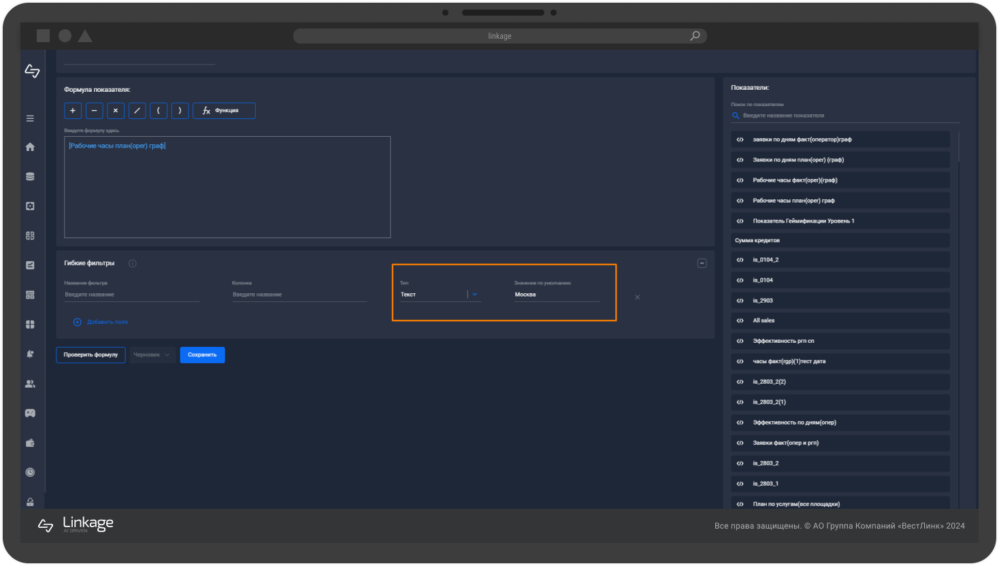 linkage
Формула показателя:
+ − × / ( ) fx Функция
Введите формулу здесь
[Рабочие часы план(oper) граф]
Гибкие фильтры
Название фильтра
Введите название
Колонка
Введите название
Тип
Текст
Значение по умолчанию
Москва
Добавить поля
Проверить формулу
Черновик
Сохранить
Показатели:
Поиск по показателям
Введите название показателя
заявки по дням факт(оператор)граф
Заявки по дням план(oper) (граф)
Рабочие часы факт(oper)(граф)
Рабочие часы план(oper) граф
Показатель Геймификации Уровень 1
Сумма кредитов
is_0104_2
is_0104
is_2903
All sales
Эффективность ргп сп
часы факт(rgp)(1)тест дата
is_2803_2(2)
is_2803_2(1)
Эффективность по дням(опер)
Заявки факт(опер и ргп)
is_2803_2
is_2803_1
План по услугам(все площадки)
Linkage
AI DRIVEN
Все права защищены. © АО Группа Компаний «ВестЛинк» 2024